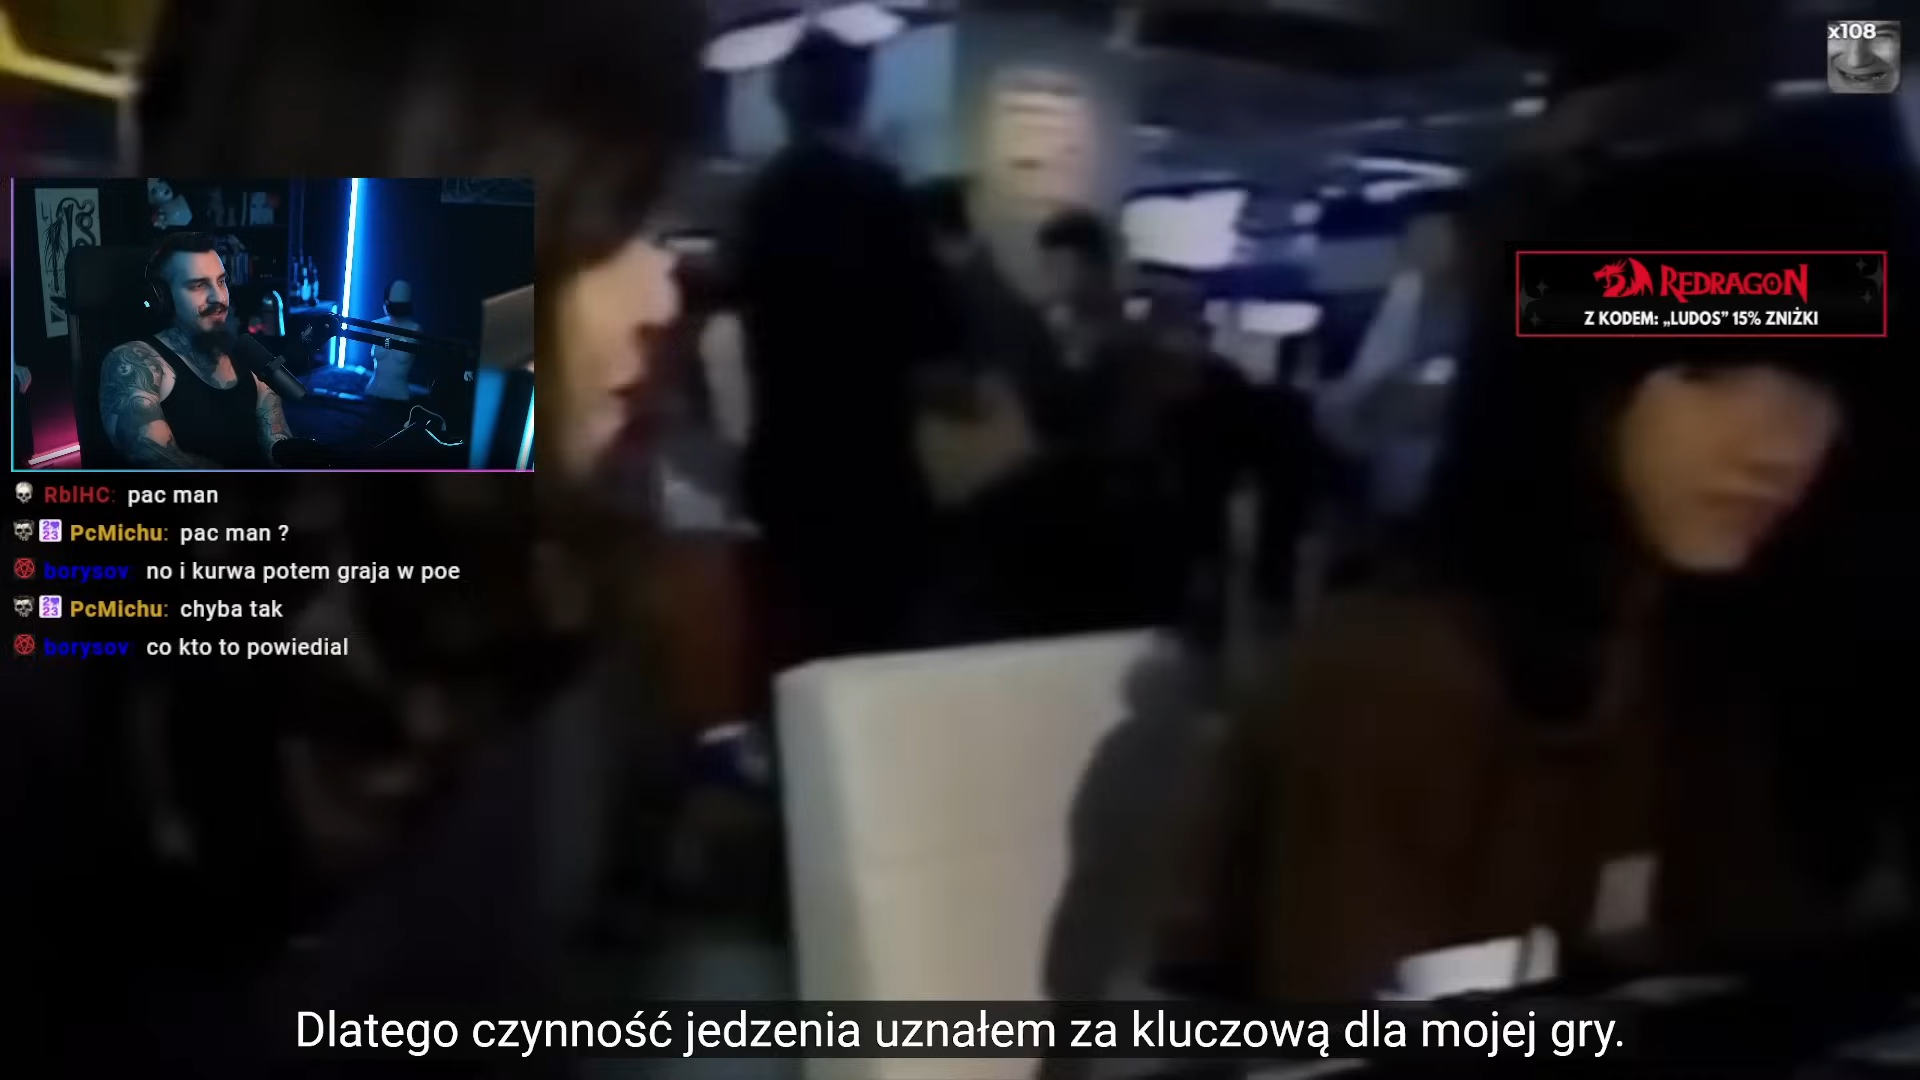 x108
REDRAGON
Z KODEM: „LUDOS” 15% ZNIŻKI
RblHC: pac man
PcMichu: pac man ?
borysov: no i kurwa potem graja w poe
PcMichu: chyba tak
borysov: co kto to powiedial
Dlatego czynność jedzenia uznałem za kluczową dla mojej gry.